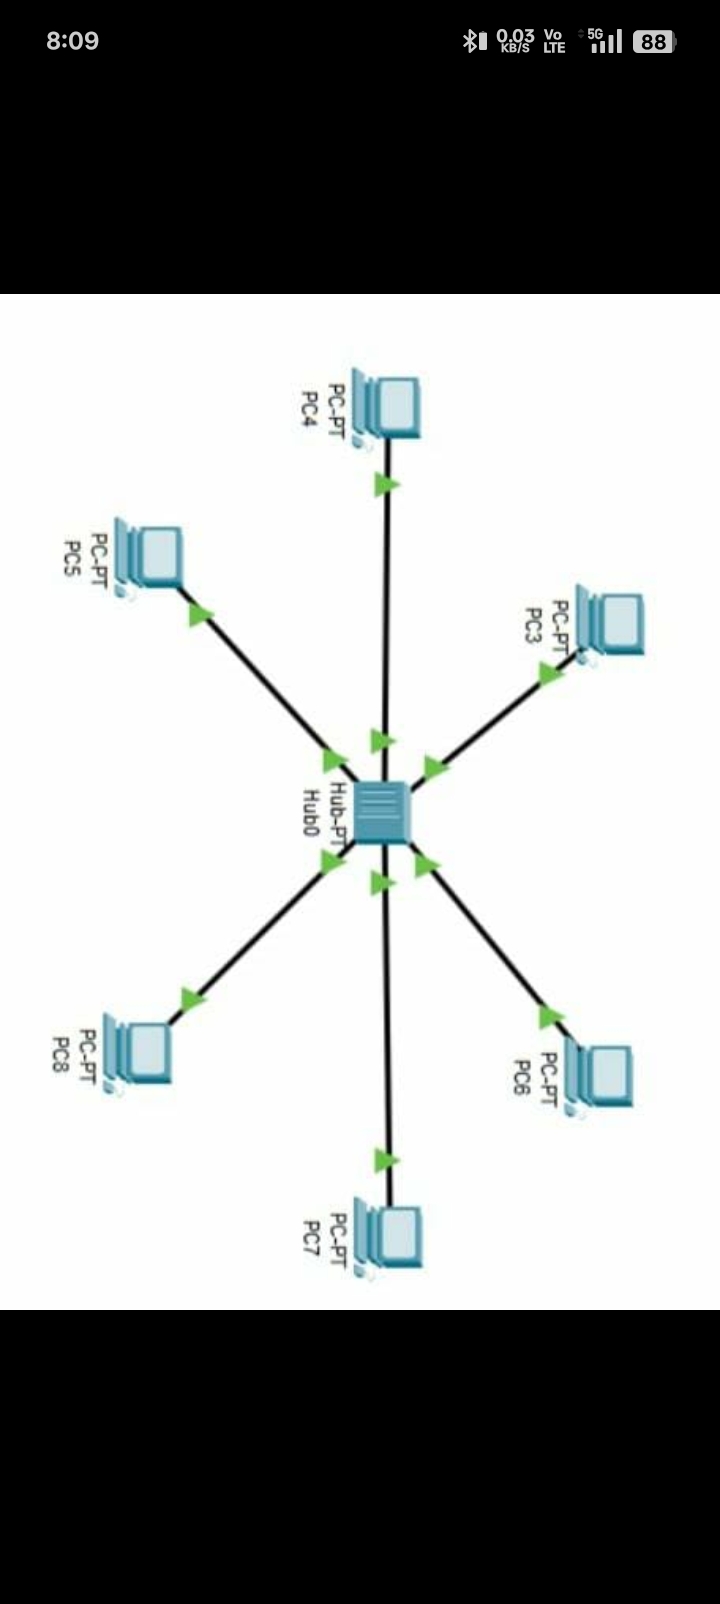 8:09
0.03
KB/S
Vo
LTE
5G
88
PC-PT
PC4
PC-PT
PC5
PC-PT
PC3
Hub-PT
Hub0
PC-PT
PC8
PC-PT
PC6
PC-PT
PC7